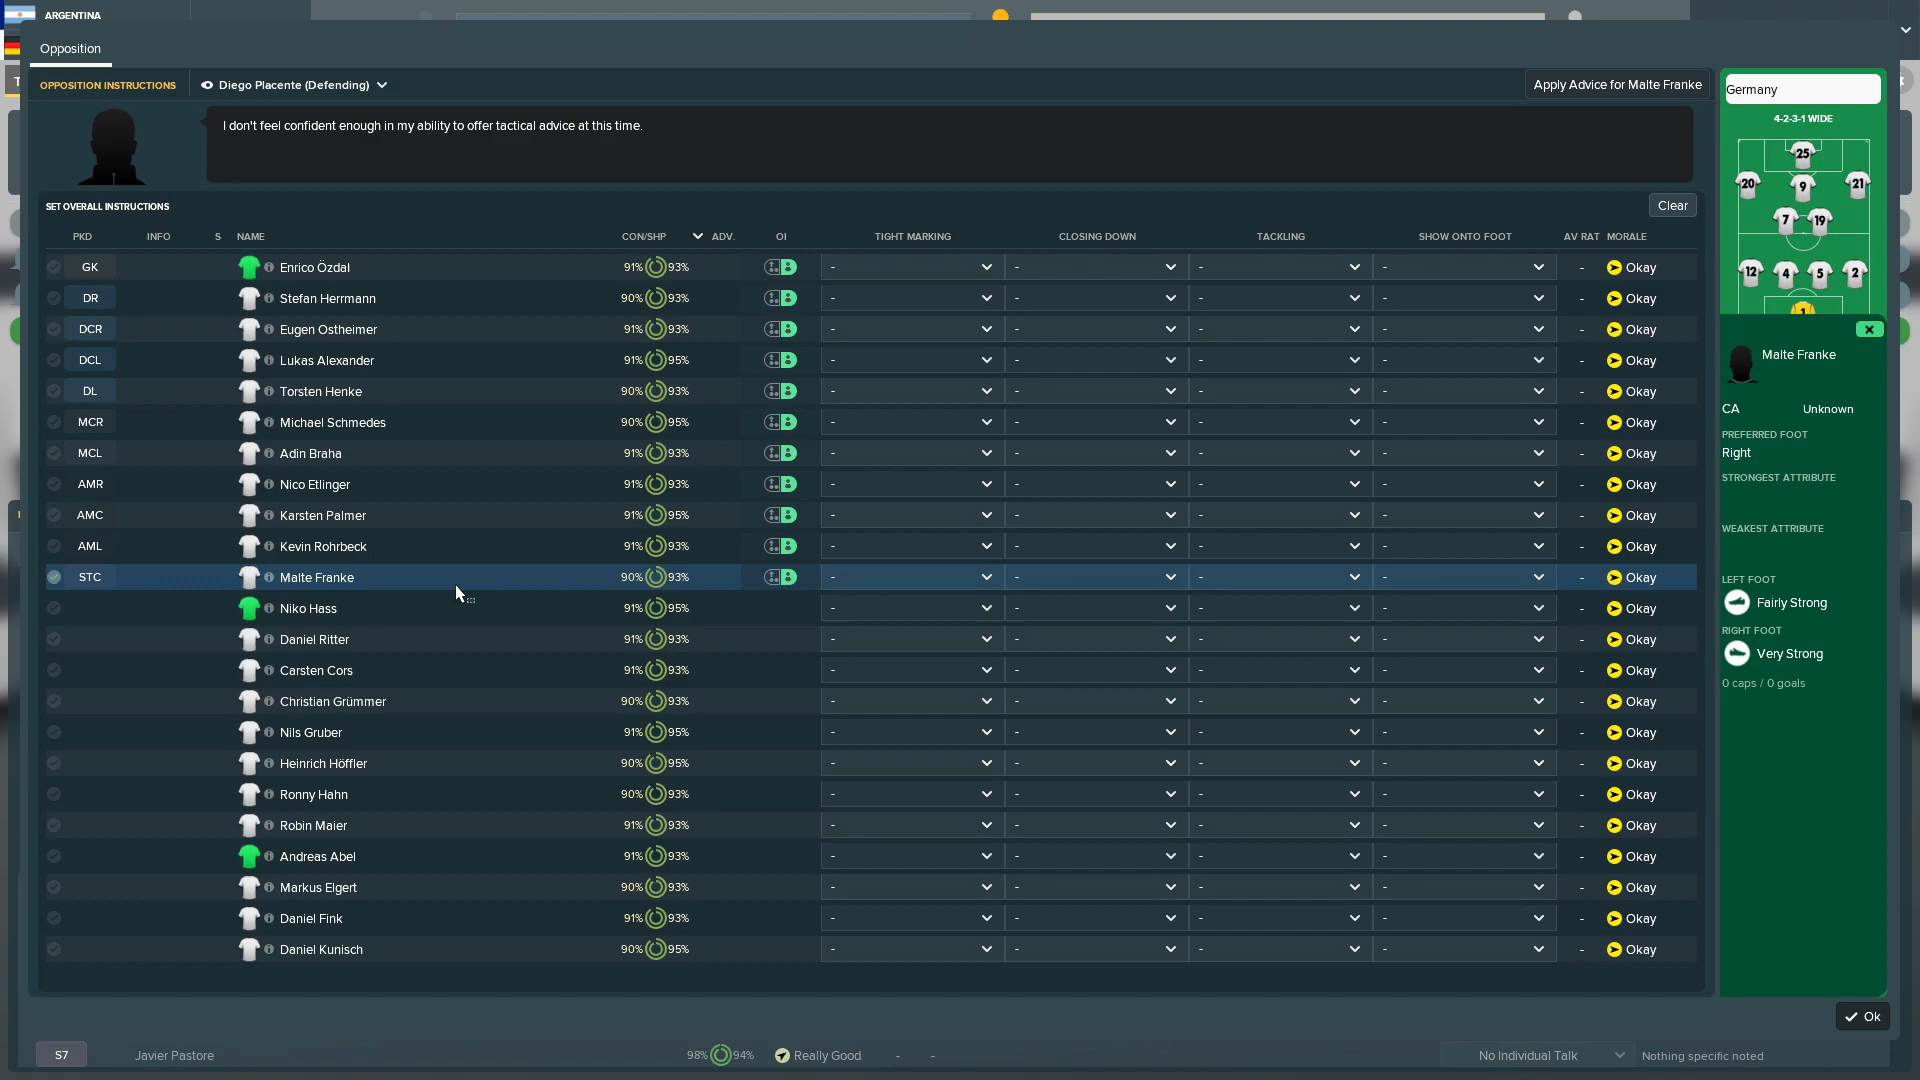 ARGENTINA
Opposition
OPPOSITION INSTRUCTIONS Diego Placente (Defending) Apply Advice for Malte Franke
I don't feel confident enough in my ability to offer tactical advice at this time.
SET OVERALL INSTRUCTIONS Clear
PKD INFO S NAME CON/SHP ADV. OI TIGHT MARKING CLOSING DOWN TACKLING SHOW ONTO FOOT AV RAT MORALE
GK Enrico Özdal 91% 93% - - - - - Okay
DR Stefan Herrmann 90% 93% - - - - - Okay
DCR Eugen Ostheimer 91% 93% - - - - - Okay
DCL Lukas Alexander 91% 95% - - - - - Okay
DL Torsten Henke 90% 93% - - - - - Okay
MCR Michael Schmedes 90% 95% - - - - - Okay
MCL Adin Braha 91% 93% - - - - - Okay
AMR Nico Etlinger 91% 93% - - - - - Okay
AMC Karsten Palmer 91% 95% - - - - - Okay
AML Kevin Rohrbeck 91% 93% - - - - - Okay
STC Malte Franke 90% 93% - - - - - Okay
Niko Hass 91% 95% - - - - - Okay
Daniel Ritter 91% 93% - - - - - Okay
Carsten Cors 91% 93% - - - - - Okay
Christian Grümmer 90% 93% - - - - - Okay
Nils Gruber 91% 95% - - - - - Okay
Heinrich Höffler 90% 95% - - - - - Okay
Ronny Hahn 90% 93% - - - - - Okay
Robin Maier 91% 93% - - - - - Okay
Andreas Abel 91% 93% - - - - - Okay
Markus Elgert 90% 93% - - - - - Okay
Daniel Fink 91% 93% - - - - - Okay
Daniel Kunisch 90% 95% - - - - - Okay
Germany
4-2-3-1 WIDE
25
20 9 21
7 19
12 4 5 2
1
Malte Franke
CA Unknown
PREFERRED FOOT
Right
STRONGEST ATTRIBUTE
WEAKEST ATTRIBUTE
LEFT FOOT
Fairly Strong
RIGHT FOOT
Very Strong
0 caps / 0 goals
Ok
S7 Javier Pastore 98% 94% Really Good - - No Individual Talk Nothing specific noted